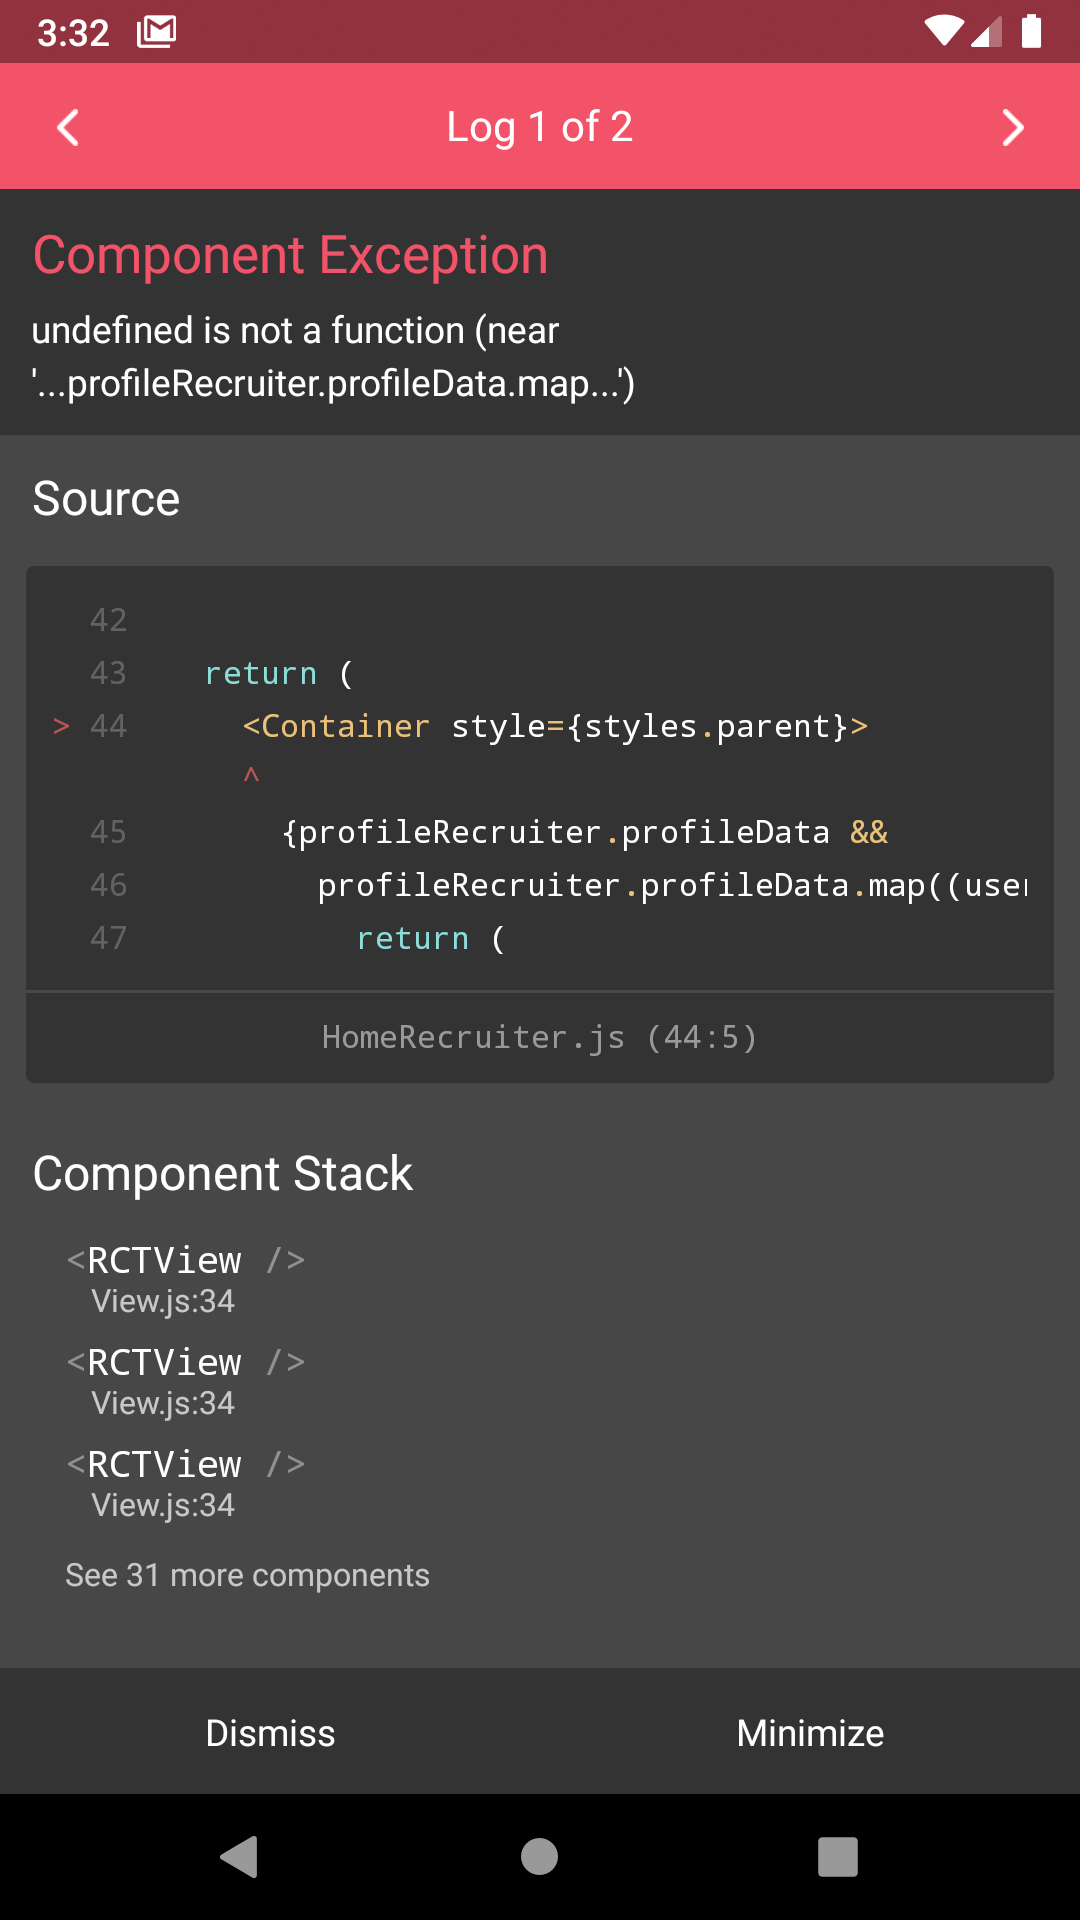 3:32
Log 1 of 2
Component Exception
undefined is not a function (near
'...profileRecruiter.profileData.map...')
Source
42
43 return (
> 44 <Container style={styles.parent}>
^
45 {profileRecruiter.profileData &&
46 profileRecruiter.profileData.map((user
47 return (
HomeRecruiter.js (44:5)
Component Stack
<RCTView />
View.js:34
<RCTView />
View.js:34
<RCTView />
View.js:34
See 31 more components
Dismiss
Minimize